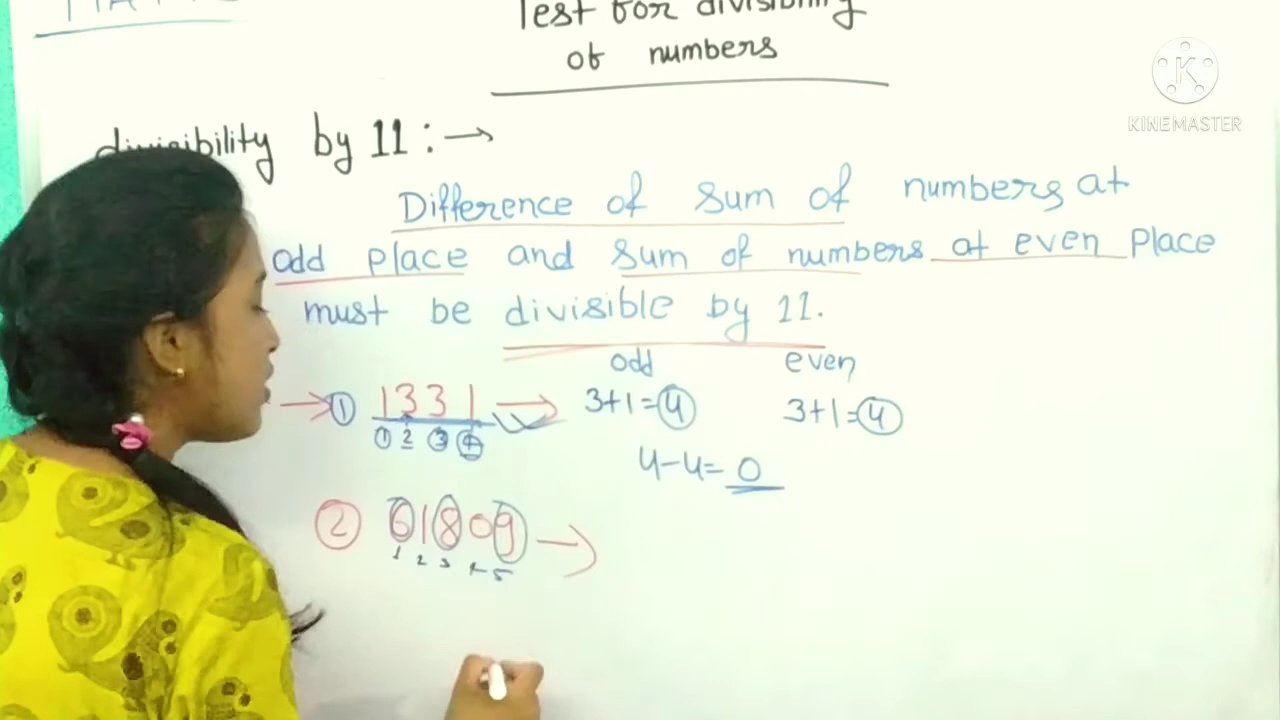 Test for divisibility
of numbers
KINEMASTER
divisibility by 11 : →
Difference of sum of numbers at
odd place and sum of numbers at even place
must be divisible by 11.
odd even
→ ① 1331 → 3+1=4 3+1=4
① 2 ③ ④
4-4=0
② 61809 →
1 2 3 4 5